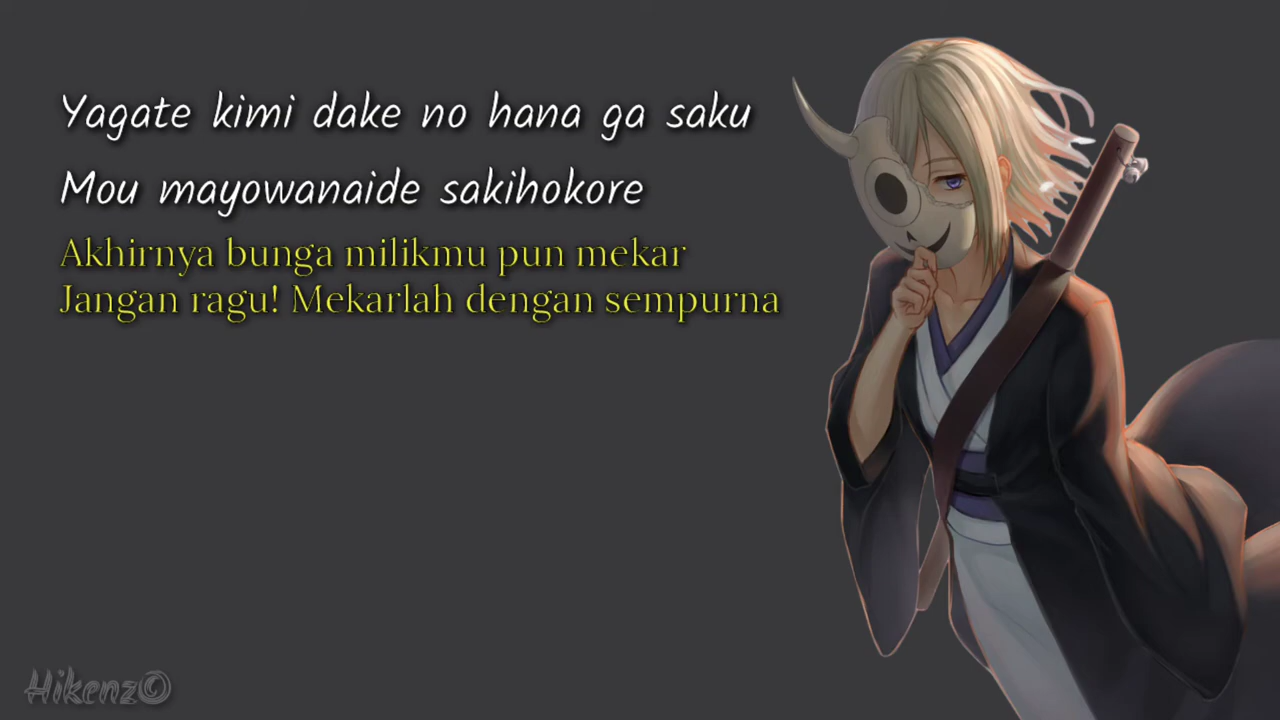 Yagate kimi dake no hana ga saku
Mou mayowanaide sakihokore
Akhirnya bunga milikmu pun mekar
Jangan ragu! Mekarlah dengan sempurna
Hikenz©